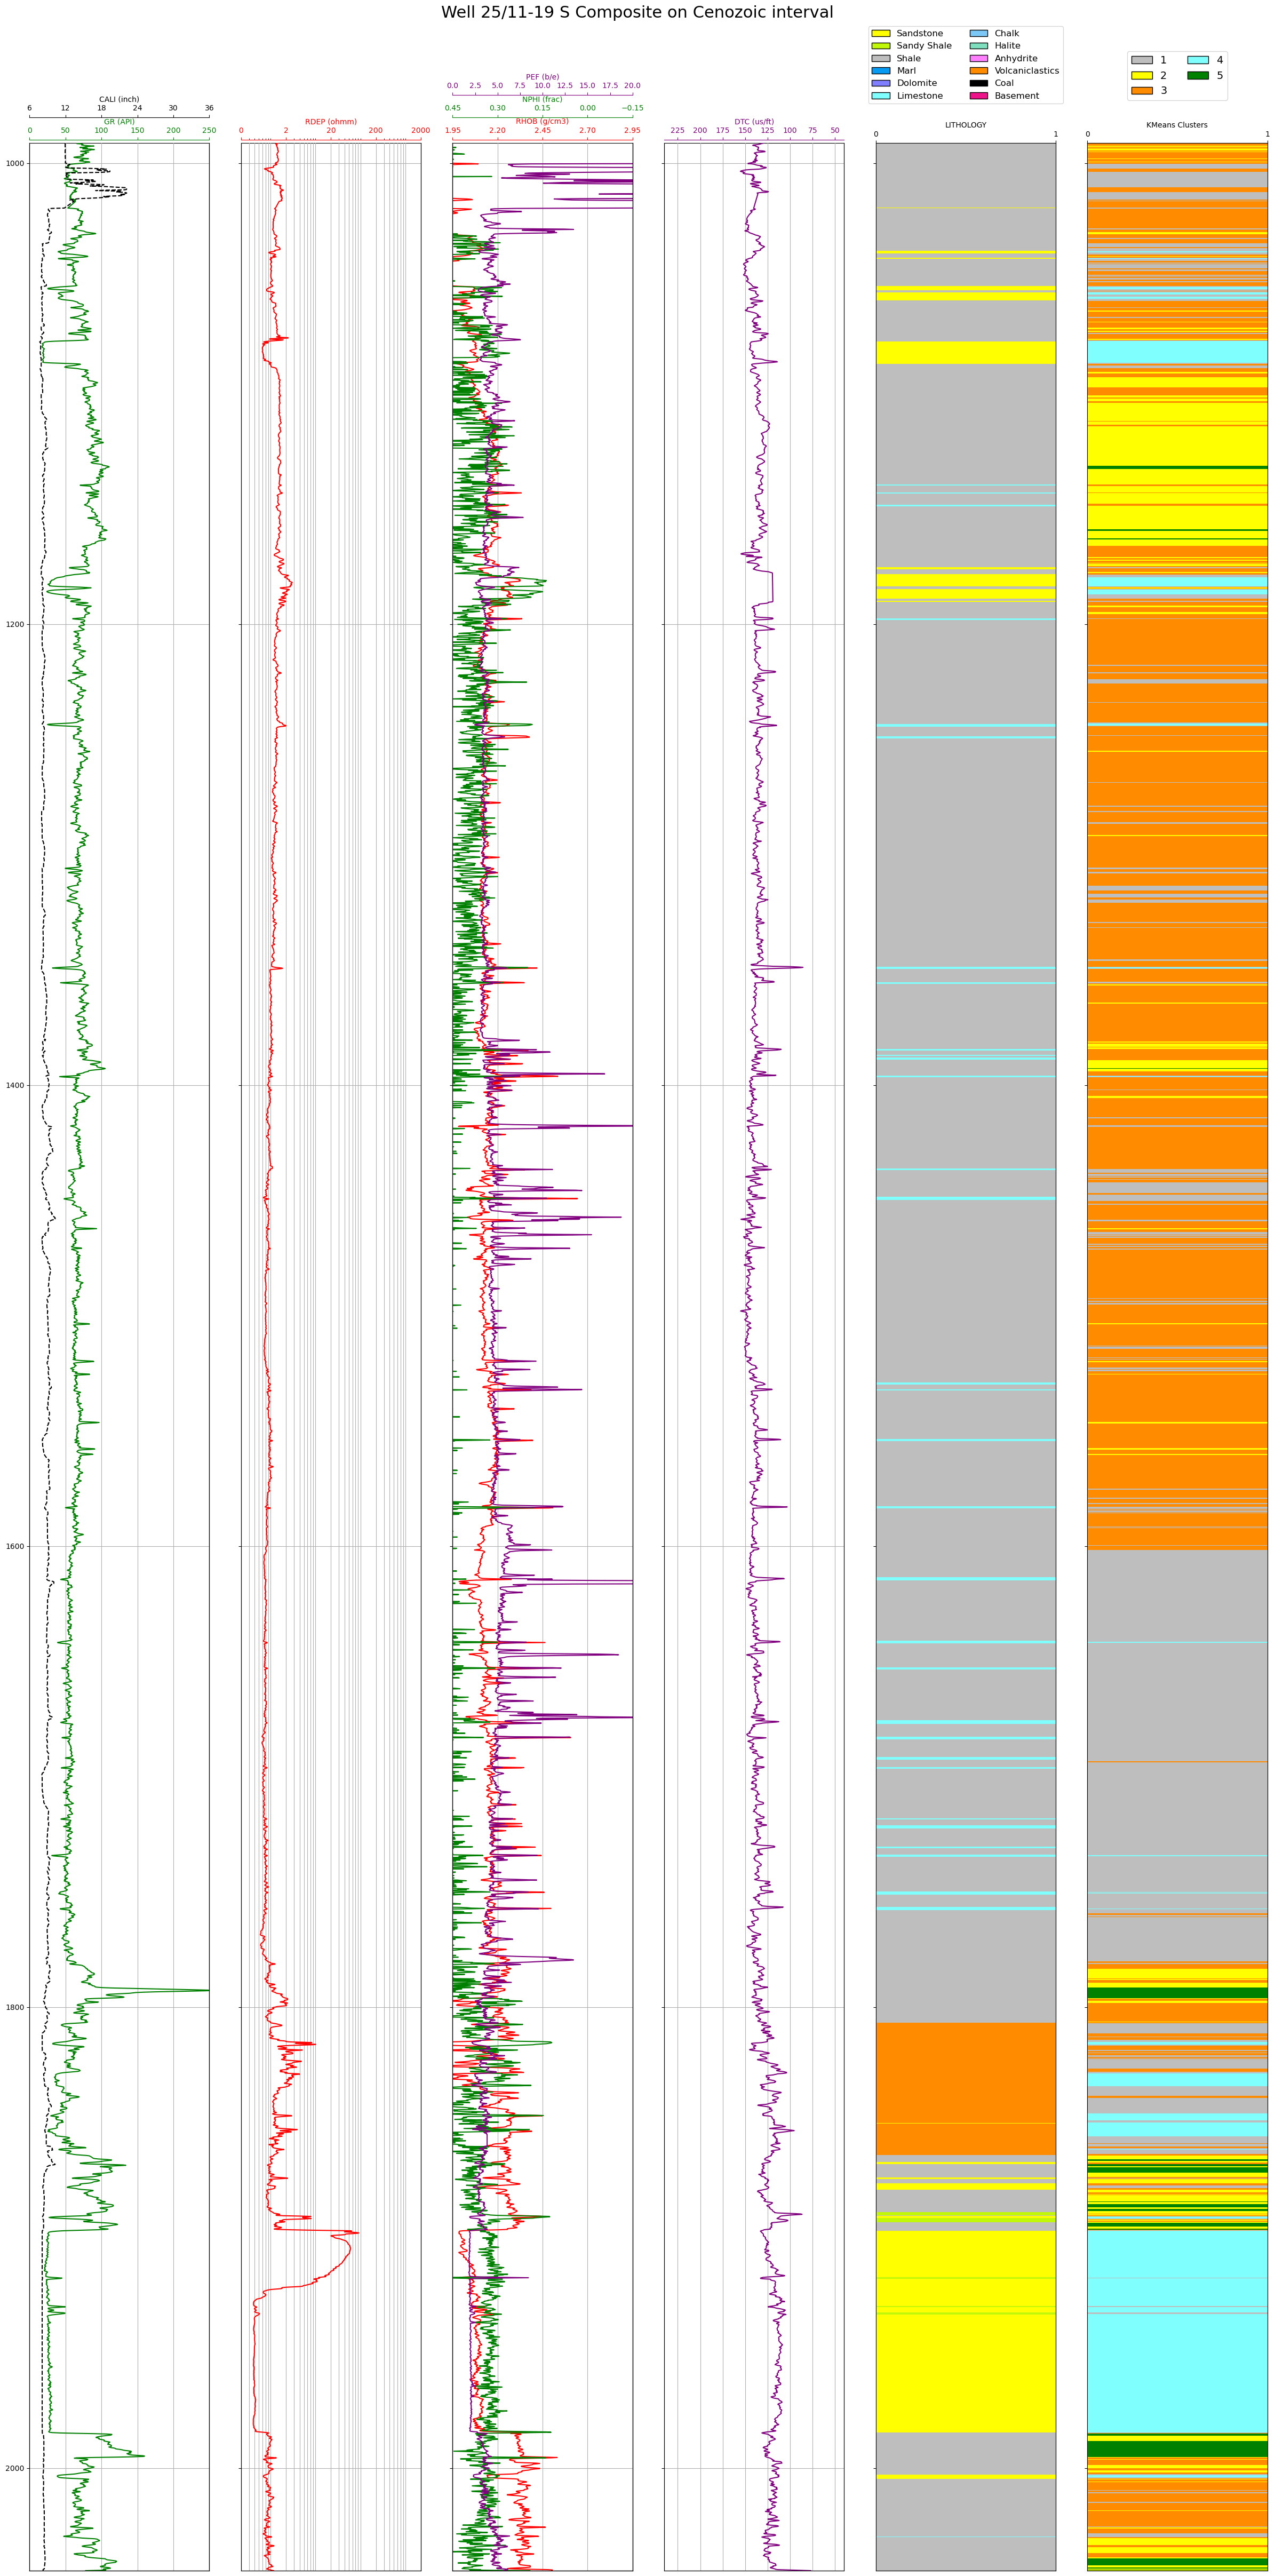 Well 25/11-19 S Composite on Cenozoic interval
Sandstone Chalk
Sandy Shale Halite
Shale Anhydrite
Marl Volcaniclastics
Dolomite Coal
Limestone Basement
1 4
2 5
3
PEF (b/e)
0.0 2.5 5.0 7.5 10.0 12.5 15.0 17.5 20.0
CALI (inch) NPHI (frac)
6 12 18 24 30 36 0.45 0.30 0.15 0.00 −0.15
GR (API) RDEP (ohmm) RHOB (g/cm3) DTC (us/ft) LITHOLOGY KMeans Clusters
0 50 100 150 200 250 0 2 20 200 2000 1.95 2.20 2.45 2.70 2.95 225 200 175 150 125 100 75 50 0 1 0 1
1000
1200
1400
1600
1800
2000